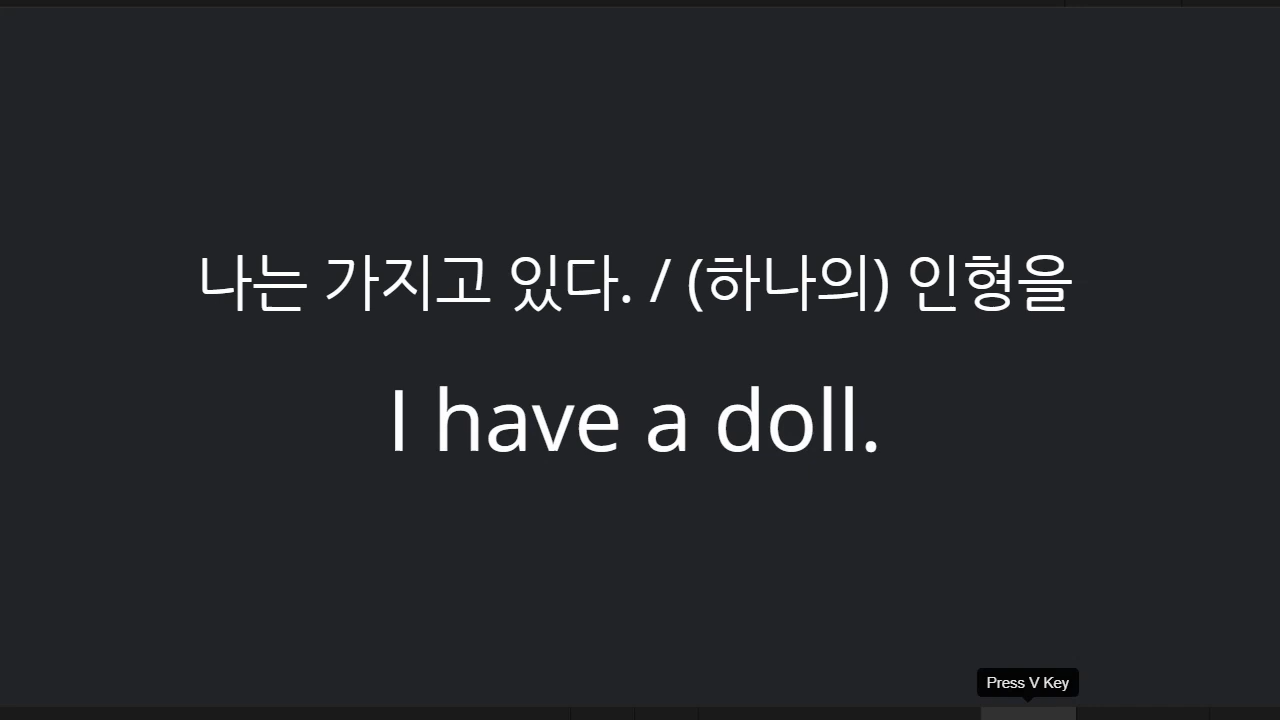 나는 가지고 있다. / (하나의) 인형을
I have a doll.
Press V Key